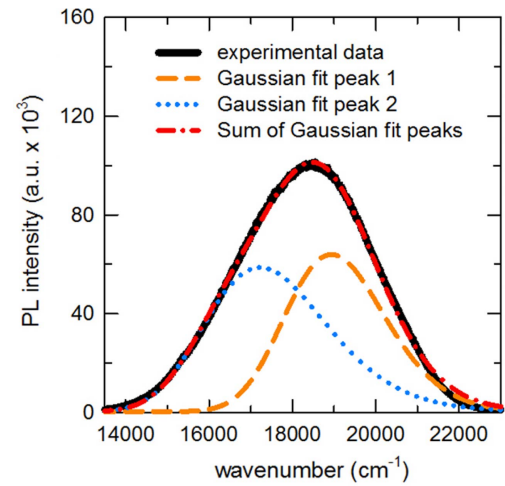 160
120
80
40
0
PL intensity (a.u. x 10³)
experimental data
Gaussian fit peak 1
Gaussian fit peak 2
Sum of Gaussian fit peaks
14000 16000 18000 20000 22000
wavenumber (cm⁻¹)